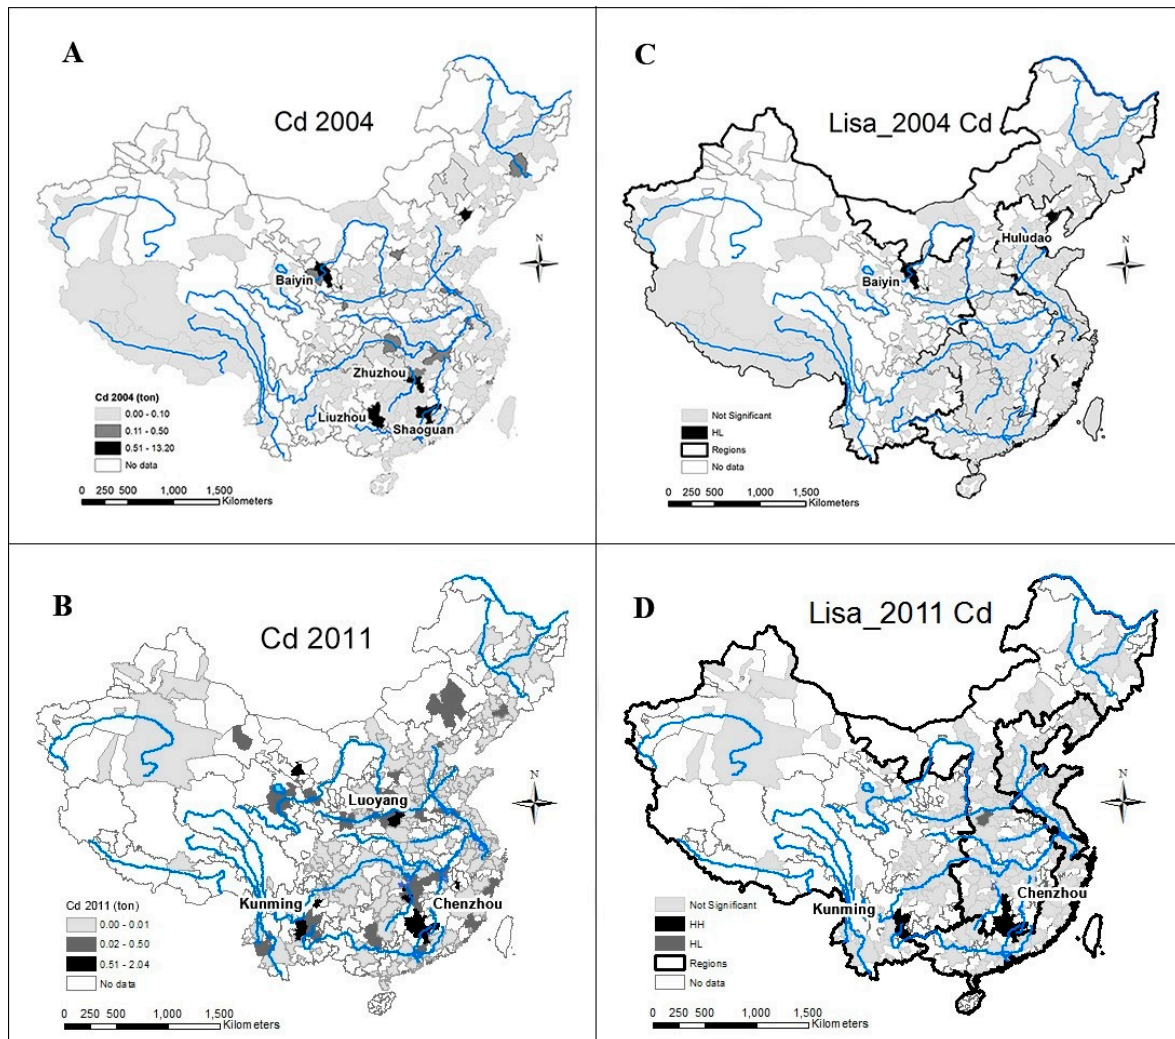 A
Cd 2004
N
Baiyin
Zhuzhou
Liuzhou
Shaoguan
Cd 2004 (ton)
0.00 - 0.10
0.11 - 0.50
0.51 - 13.20
No data
0 250 500 1,000 1,500
Kilometers
C
Lisa_2004 Cd
N
Huludao
Baiyin
Not Significant
HL
Regions
No data
0 250 500 1,000 1,500
Kilometers
B
Cd 2011
N
Luoyang
Kunming
Chenzhou
Cd 2011 (ton)
0.00 - 0.01
0.02 - 0.50
0.51 - 2.04
No data
0 250 500 1,000 1,500
Kilometers
D
Lisa_2011 Cd
N
Chenzhou
Kunming
Not Significant
HH
HL
Regions
No data
0 250 500 1,000 1,500
Kilometers